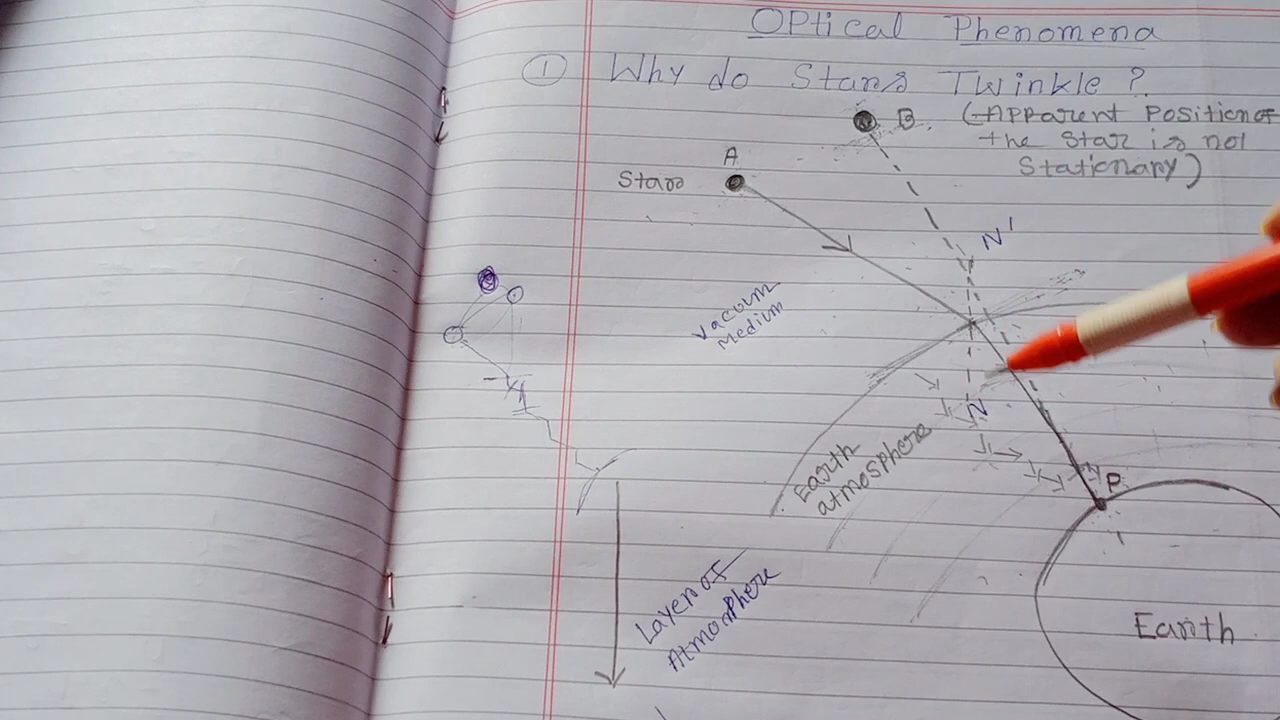 Optical Phenomena
1 Why do Stars Twinkle ?
B. (Apparent Position of
the Star is not
Stationary)
A
Stars
N'
Vacuum
Medium
N
Earth
atmosphere
P
Layer of
Atmosphere
Earth